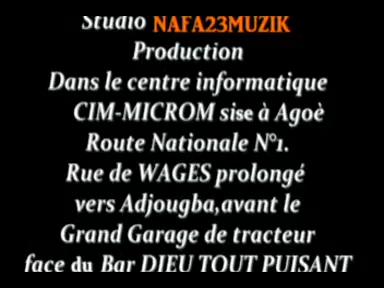 Studio NAFA23MUZIK
Production
Dans le centre informatique
CIM-MICROM sise à Agoè
Route Nationale N°1.
Rue de WAGES prolongé
vers Adjougba,avant le
Grand Garage de tracteur
face du Bar DIEU TOUT PUISANT